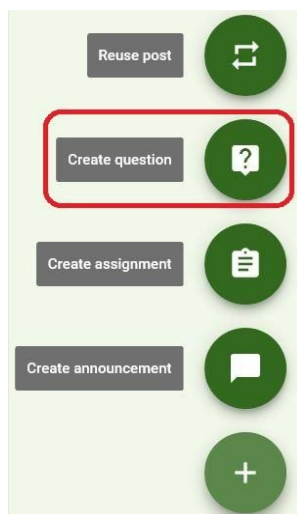 Reuse post
Create question
Create assignment
Create announcement